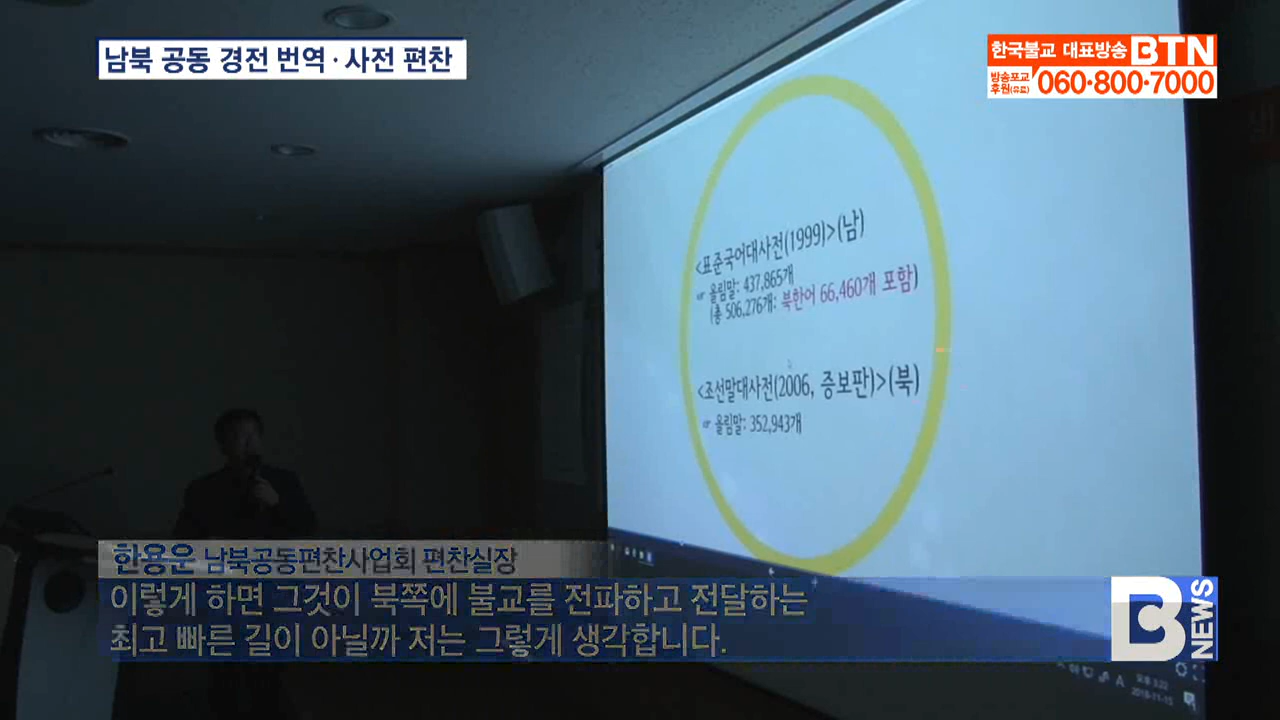 남북 공동 경전 번역·사전 편찬
한국불교 대표방송 BTN
방송포교
후원(유료) 060·800·7000
<표준국어대사전(1999)>(남)
☞ 올림말: 437,865개
(총 506,276개: 북한어 66,460개 포함)
<조선말대사전(2006, 증보판)>(북)
☞ 올림말: 352,943개
한용운 남북공동편찬사업회 편찬실장
이렇게 하면 그것이 북쪽에 불교를 전파하고 전달하는
최고 빠른 길이 아닐까 저는 그렇게 생각합니다.
B NEWS
A 오후 3:22
2018-11-15